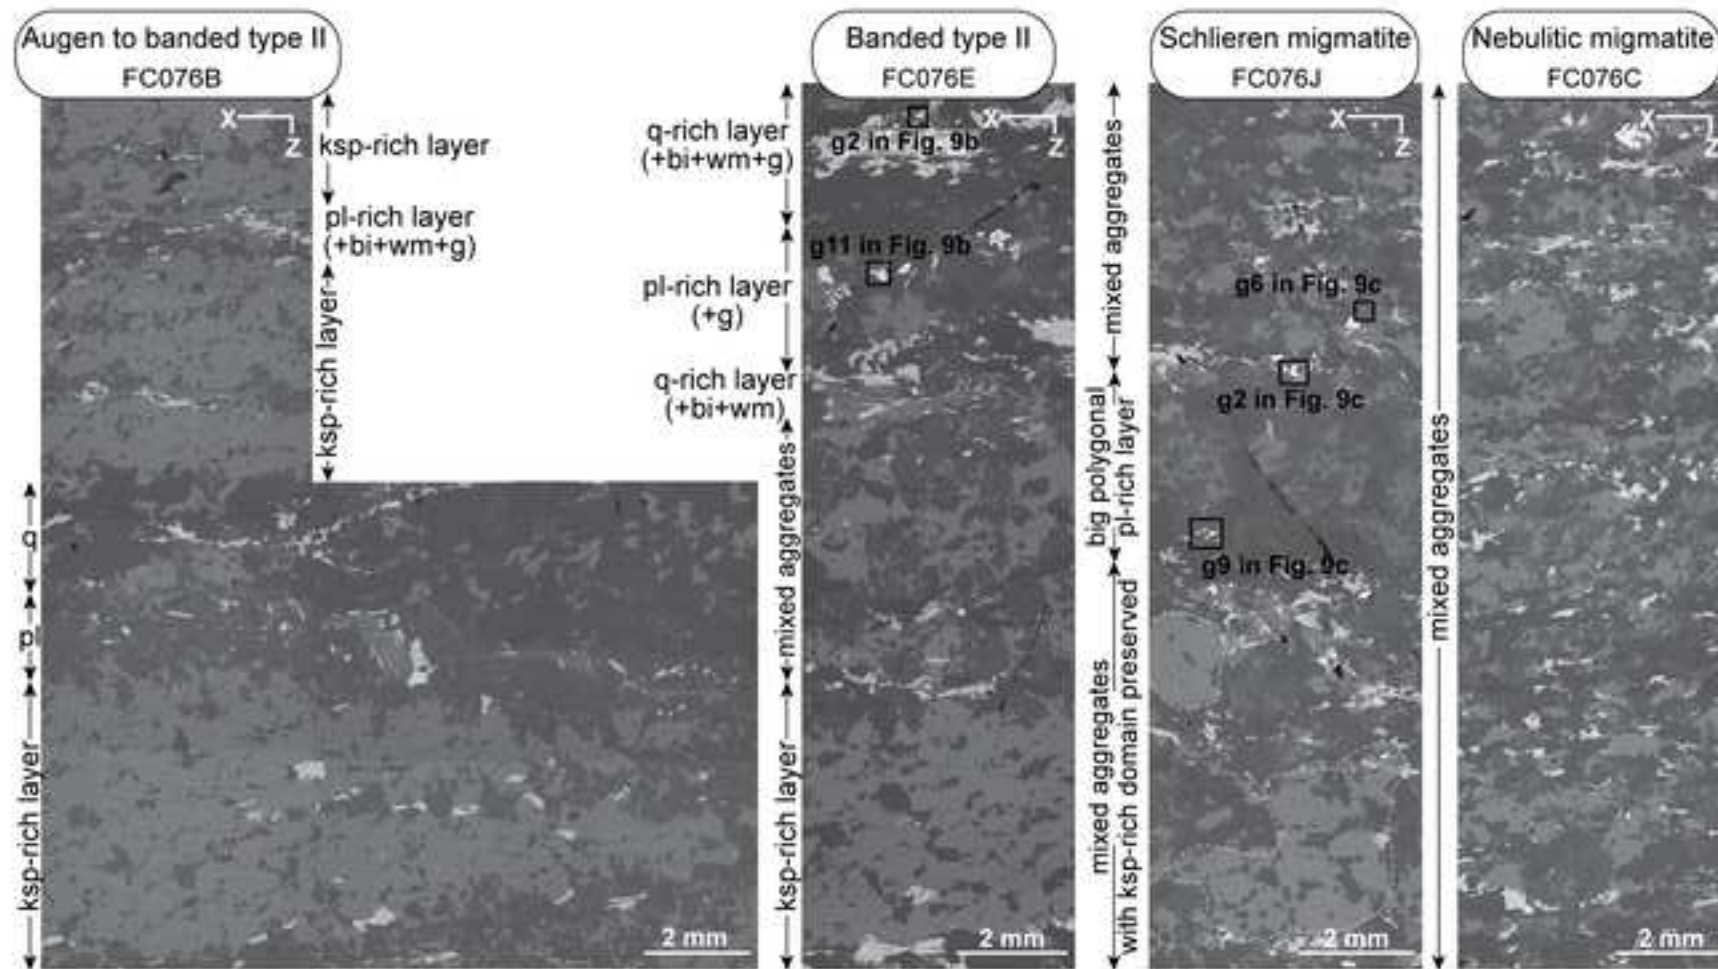 Augen to banded type II
FC076B
X
Z
ksp-rich layer
pl-rich layer
(+bi+wm+g)
ksp-rich layer
q
pl
ksp-rich layer
2 mm
Banded type II
FC076E
X
Z
q-rich layer
(+bi+wm+g)
g2 in Fig. 9b
g11 in Fig. 9b
pl-rich layer
(+g)
q-rich layer
(+bi+wm)
mixed aggregates
ksp-rich layer
2 mm
Schlieren migmatite
FC076J
X
Z
mixed aggregates
g6 in Fig. 9c
g2 in Fig. 9c
big polygonal
pl-rich layer
g9 in Fig. 9c
mixed aggregates
with ksp-rich domain preserved
2 mm
Nebulitic migmatite
FC076C
X
Z
mixed aggregates
2 mm